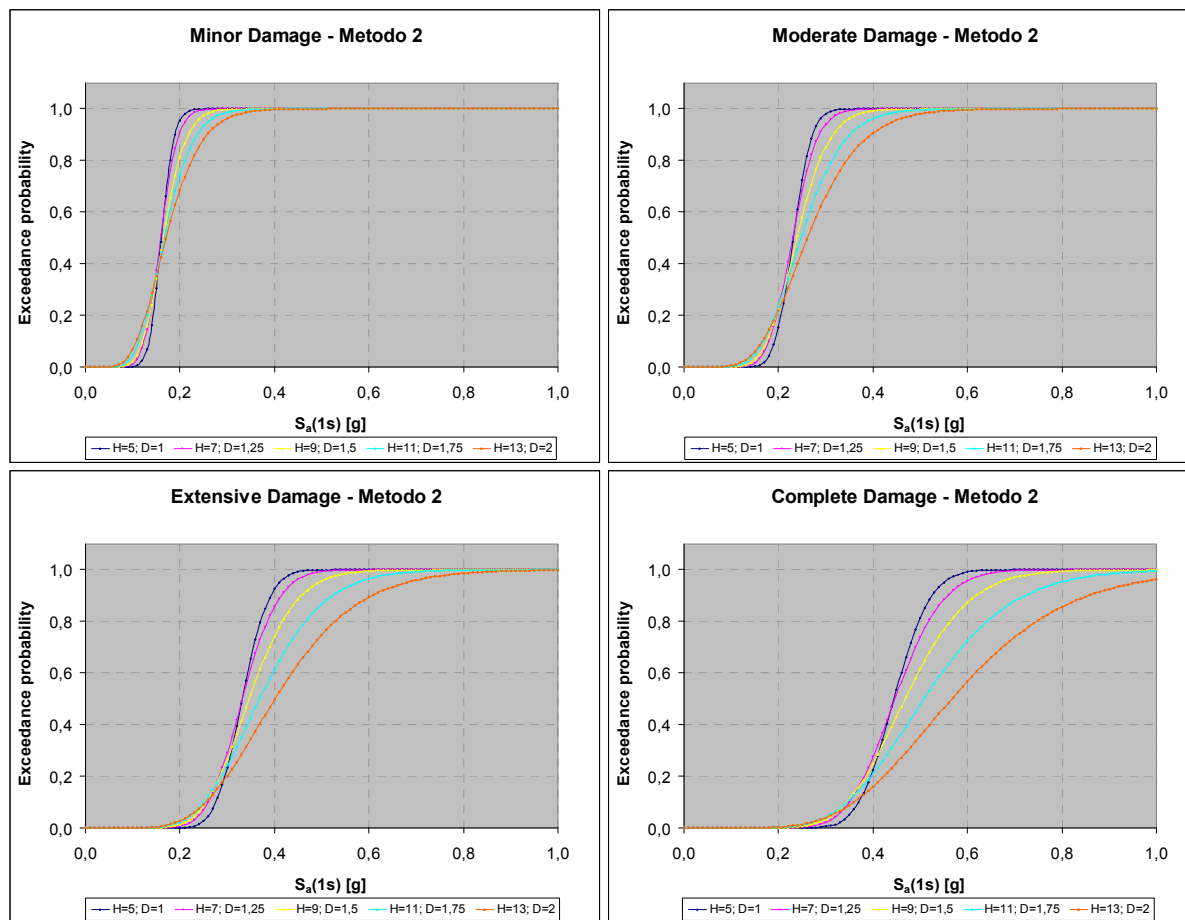 Minor Damage - Metodo 2
Exceedance probability
1,0
0,8
0,6
0,4
0,2
0,0
0,0 0,2 0,4 0,6 0,8 1,0
Sa(1s) [g]
H=5; D=1 H=7; D=1,25 H=9; D=1,5 H=11; D=1,75 H=13; D=2
Moderate Damage - Metodo 2
Exceedance probability
1,0
0,8
0,6
0,4
0,2
0,0
0,0 0,2 0,4 0,6 0,8 1,0
Sa(1s) [g]
H=5; D=1 H=7; D=1,25 H=9; D=1,5 H=11; D=1,75 H=13; D=2
Extensive Damage - Metodo 2
Exceedance probability
1,0
0,8
0,6
0,4
0,2
0,0
0,0 0,2 0,4 0,6 0,8 1,0
Sa(1s) [g]
H=5; D=1 H=7; D=1,25 H=9; D=1,5 H=11; D=1,75 H=13; D=2
Complete Damage - Metodo 2
Exceedance probability
1,0
0,8
0,6
0,4
0,2
0,0
0,0 0,2 0,4 0,6 0,8 1,0
Sa(1s) [g]
H=5; D=1 H=7; D=1,25 H=9; D=1,5 H=11; D=1,75 H=13; D=2